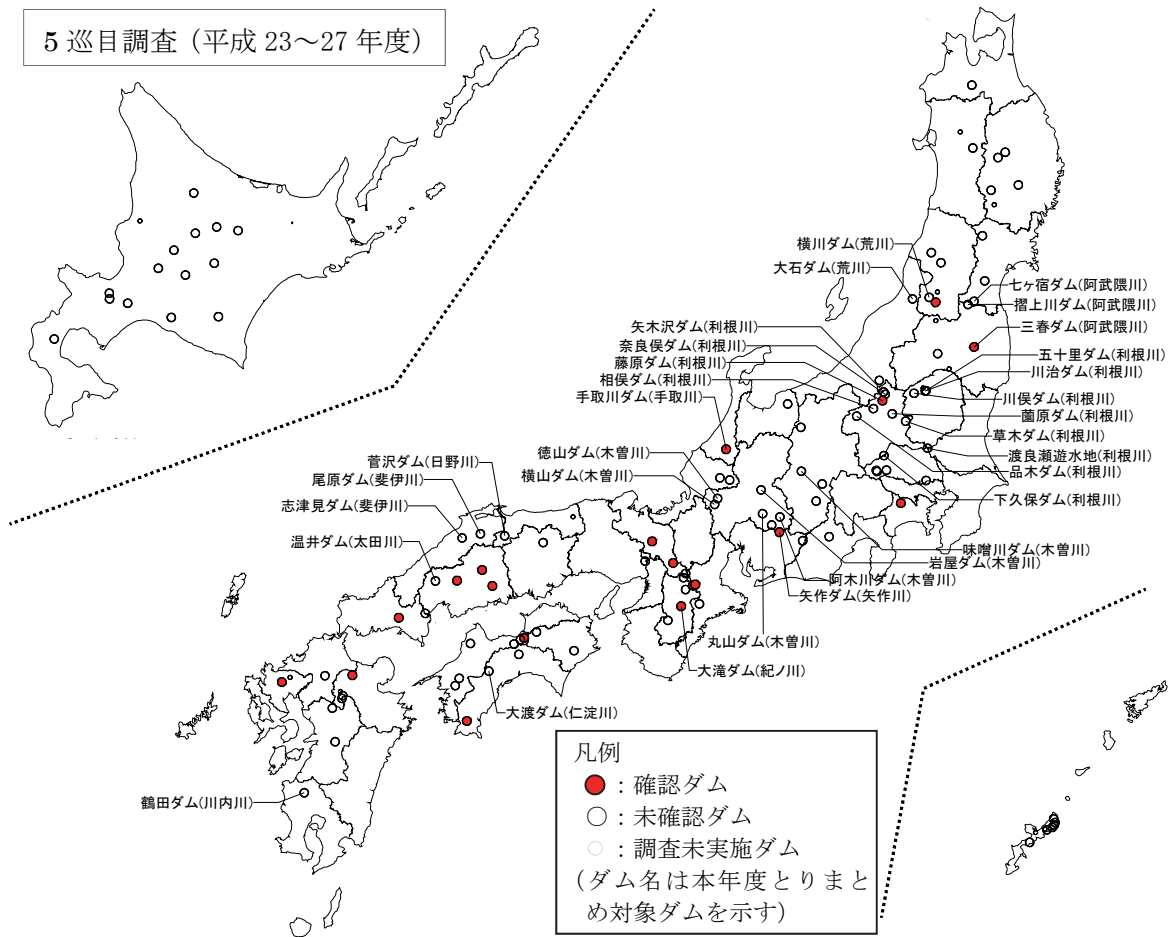 5 巡目調査（平成 23～27 年度）
横川ダム(荒川)
大石ダム(荒川)
七ヶ宿ダム(阿武隈川)
摺上川ダム(阿武隈川)
三春ダム(阿武隈川)
矢木沢ダム(利根川)
奈良俣ダム(利根川)
藤原ダム(利根川)
相俣ダム(利根川)
手取川ダム(手取川)
五十里ダム(利根川)
川治ダム(利根川)
川俣ダム(利根川)
薗原ダム(利根川)
草木ダム(利根川)
渡良瀬遊水地(利根川)
品木ダム(利根川)
下久保ダム(利根川)
徳山ダム(木曽川)
横山ダム(木曽川)
菅沢ダム(日野川)
尾原ダム(斐伊川)
志津見ダム(斐伊川)
温井ダム(太田川)
味噌川ダム(木曽川)
岩屋ダム(木曽川)
阿木川ダム(木曽川)
矢作ダム(矢作川)
丸山ダム(木曽川)
大滝ダム(紀ノ川)
大渡ダム(仁淀川)
鶴田ダム(川内川)
凡例
：確認ダム
：未確認ダム
：調査未実施ダム
(ダム名は本年度とりまと
め対象ダムを示す)